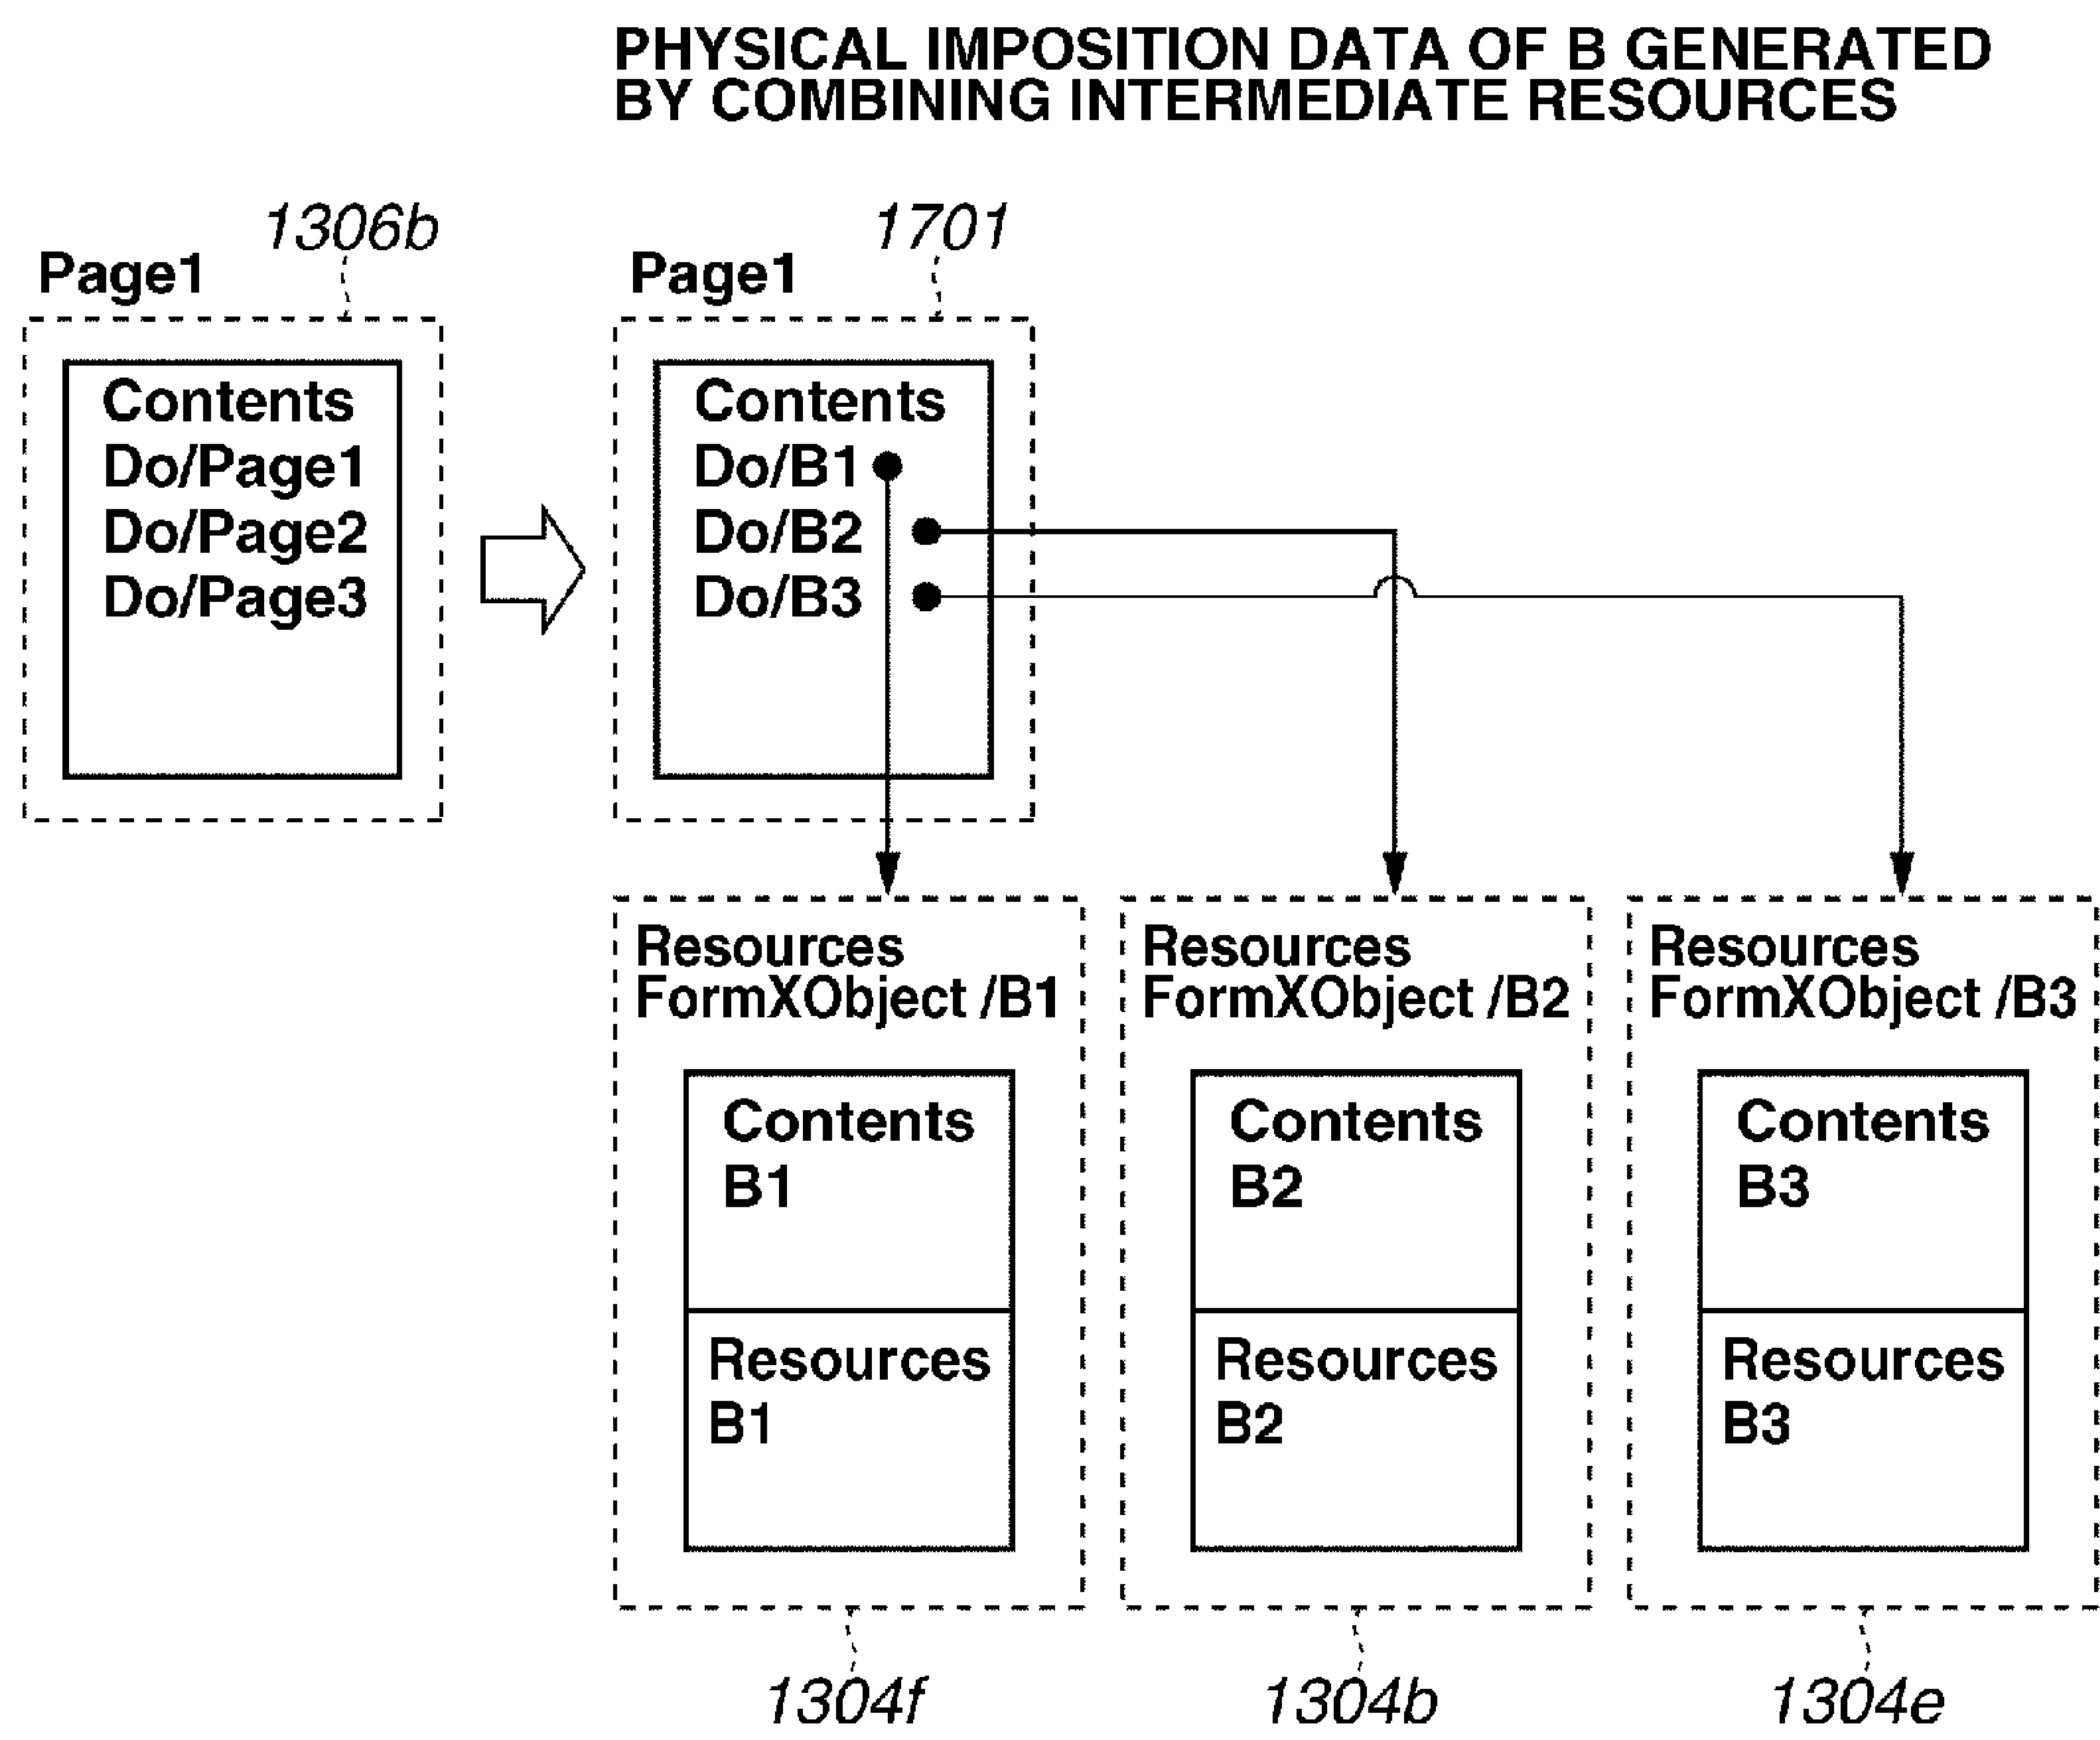 PHYSICAL IMPOSITION DATA OF B GENERATED
BY COMBINING INTERMEDIATE RESOURCES
1306b
Page1
Contents
Do/Page1
Do/Page2
Do/Page3
1701
Page1
Contents
Do/B1
Do/B2
Do/B3
Resources
FormXObject /B1
Contents
B1
Resources
B1
1304f
Resources
FormXObject /B2
Contents
B2
Resources
B2
1304b
Resources
FormXObject /B3
Contents
B3
Resources
B3
1304e